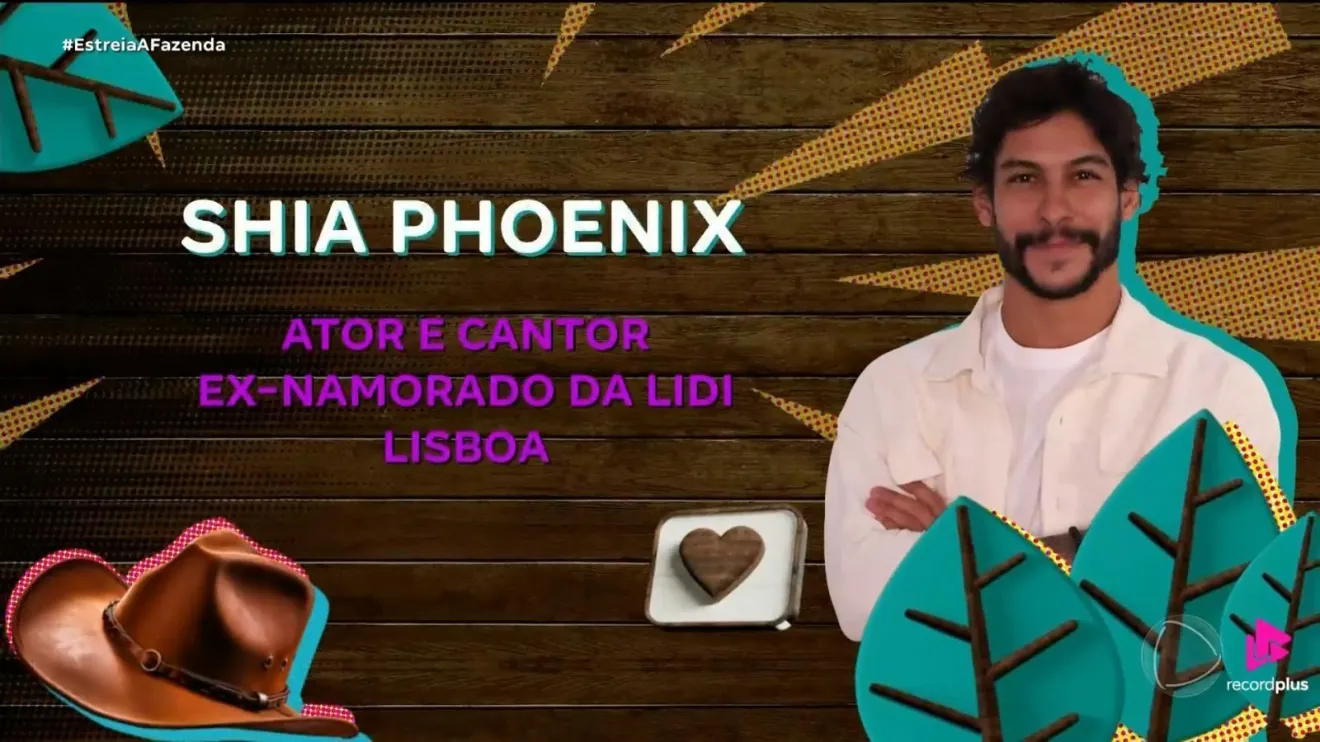 #EstreiaAFazenda
SHIA PHOENIX
ATOR E CANTOR
EX-NAMORADO DA LIDI
LISBOA
recordplus